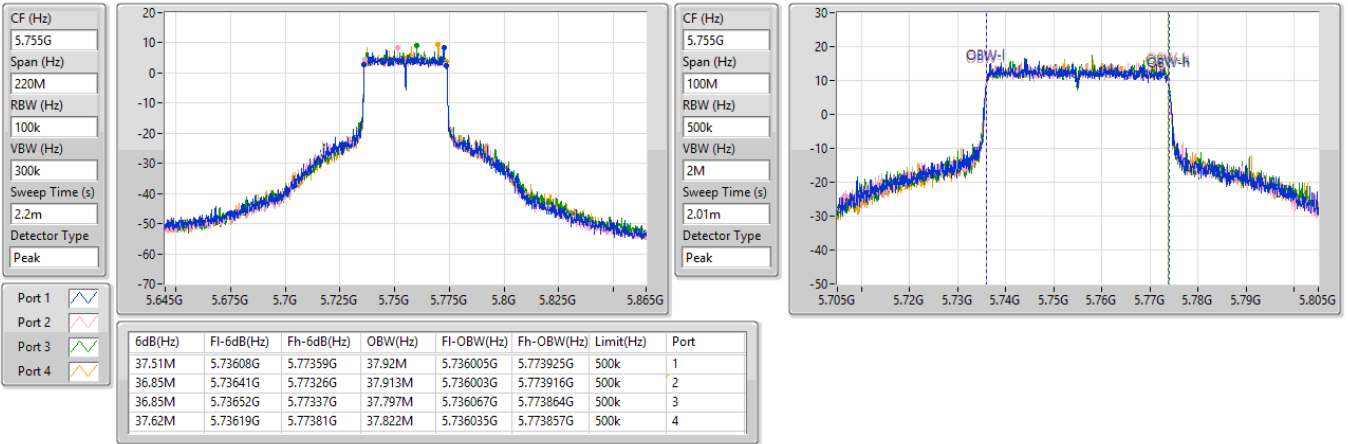 CF (Hz)
5.755G
Span (Hz)
220M
RBW (Hz)
100k
VBW (Hz)
300k
Sweep Time (s)
2.2m
Detector Type
Peak
20
10
0
-10
-20
-30
-40
-50
-60
-70
5.645G 5.675G 5.7G 5.725G 5.75G 5.775G 5.8G 5.825G 5.865G
CF (Hz)
5.755G
Span (Hz)
100M
RBW (Hz)
500k
VBW (Hz)
2M
Sweep Time (s)
2.01m
Detector Type
Peak
30
20
10
0
-10
-20
-30
-40
-50
OBW-l
OBW-h
5.705G 5.72G 5.73G 5.74G 5.75G 5.76G 5.77G 5.78G 5.79G 5.805G
Port 1
Port 2
Port 3
Port 4
6dB(Hz) Fl-6dB(Hz) Fh-6dB(Hz) OBW(Hz) Fl-OBW(Hz) Fh-OBW(Hz) Limit(Hz) Port
37.51M 5.73608G 5.77359G 37.92M 5.736005G 5.773925G 500k 1
36.85M 5.73641G 5.77326G 37.913M 5.736003G 5.773916G 500k 2
36.85M 5.73652G 5.77337G 37.797M 5.736067G 5.773864G 500k 3
37.62M 5.73619G 5.77381G 37.822M 5.736035G 5.773857G 500k 4